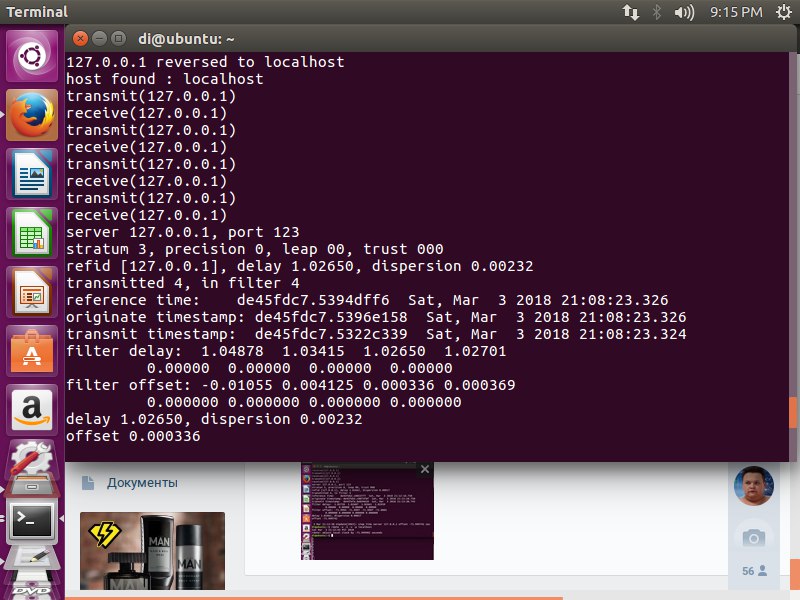 Terminal
9:15 PM
di@ubuntu: ~
127.0.0.1 reversed to localhost
host found : localhost
transmit(127.0.0.1)
receive(127.0.0.1)
transmit(127.0.0.1)
receive(127.0.0.1)
transmit(127.0.0.1)
receive(127.0.0.1)
transmit(127.0.0.1)
receive(127.0.0.1)
server 127.0.0.1, port 123
stratum 3, precision 0, leap 00, trust 000
refid [127.0.0.1], delay 1.02650, dispersion 0.00232
transmitted 4, in filter 4
reference time:    de45fdc7.5394dff6  Sat, Mar  3 2018 21:08:23.326
originate timestamp: de45fdc7.5396e158  Sat, Mar  3 2018 21:08:23.326
transmit timestamp:  de45fdc7.5322c339  Sat, Mar  3 2018 21:08:23.324
filter delay:  1.04878  1.03415  1.02650  1.02701
0.00000  0.00000  0.00000  0.00000
filter offset: -0.01055 0.004125 0.000336 0.000369
0.000000 0.000000 0.000000 0.000000
delay 1.02650, dispersion 0.00232
offset 0.000336
Документы
MAN
MAN
MAN
56
a
DVD